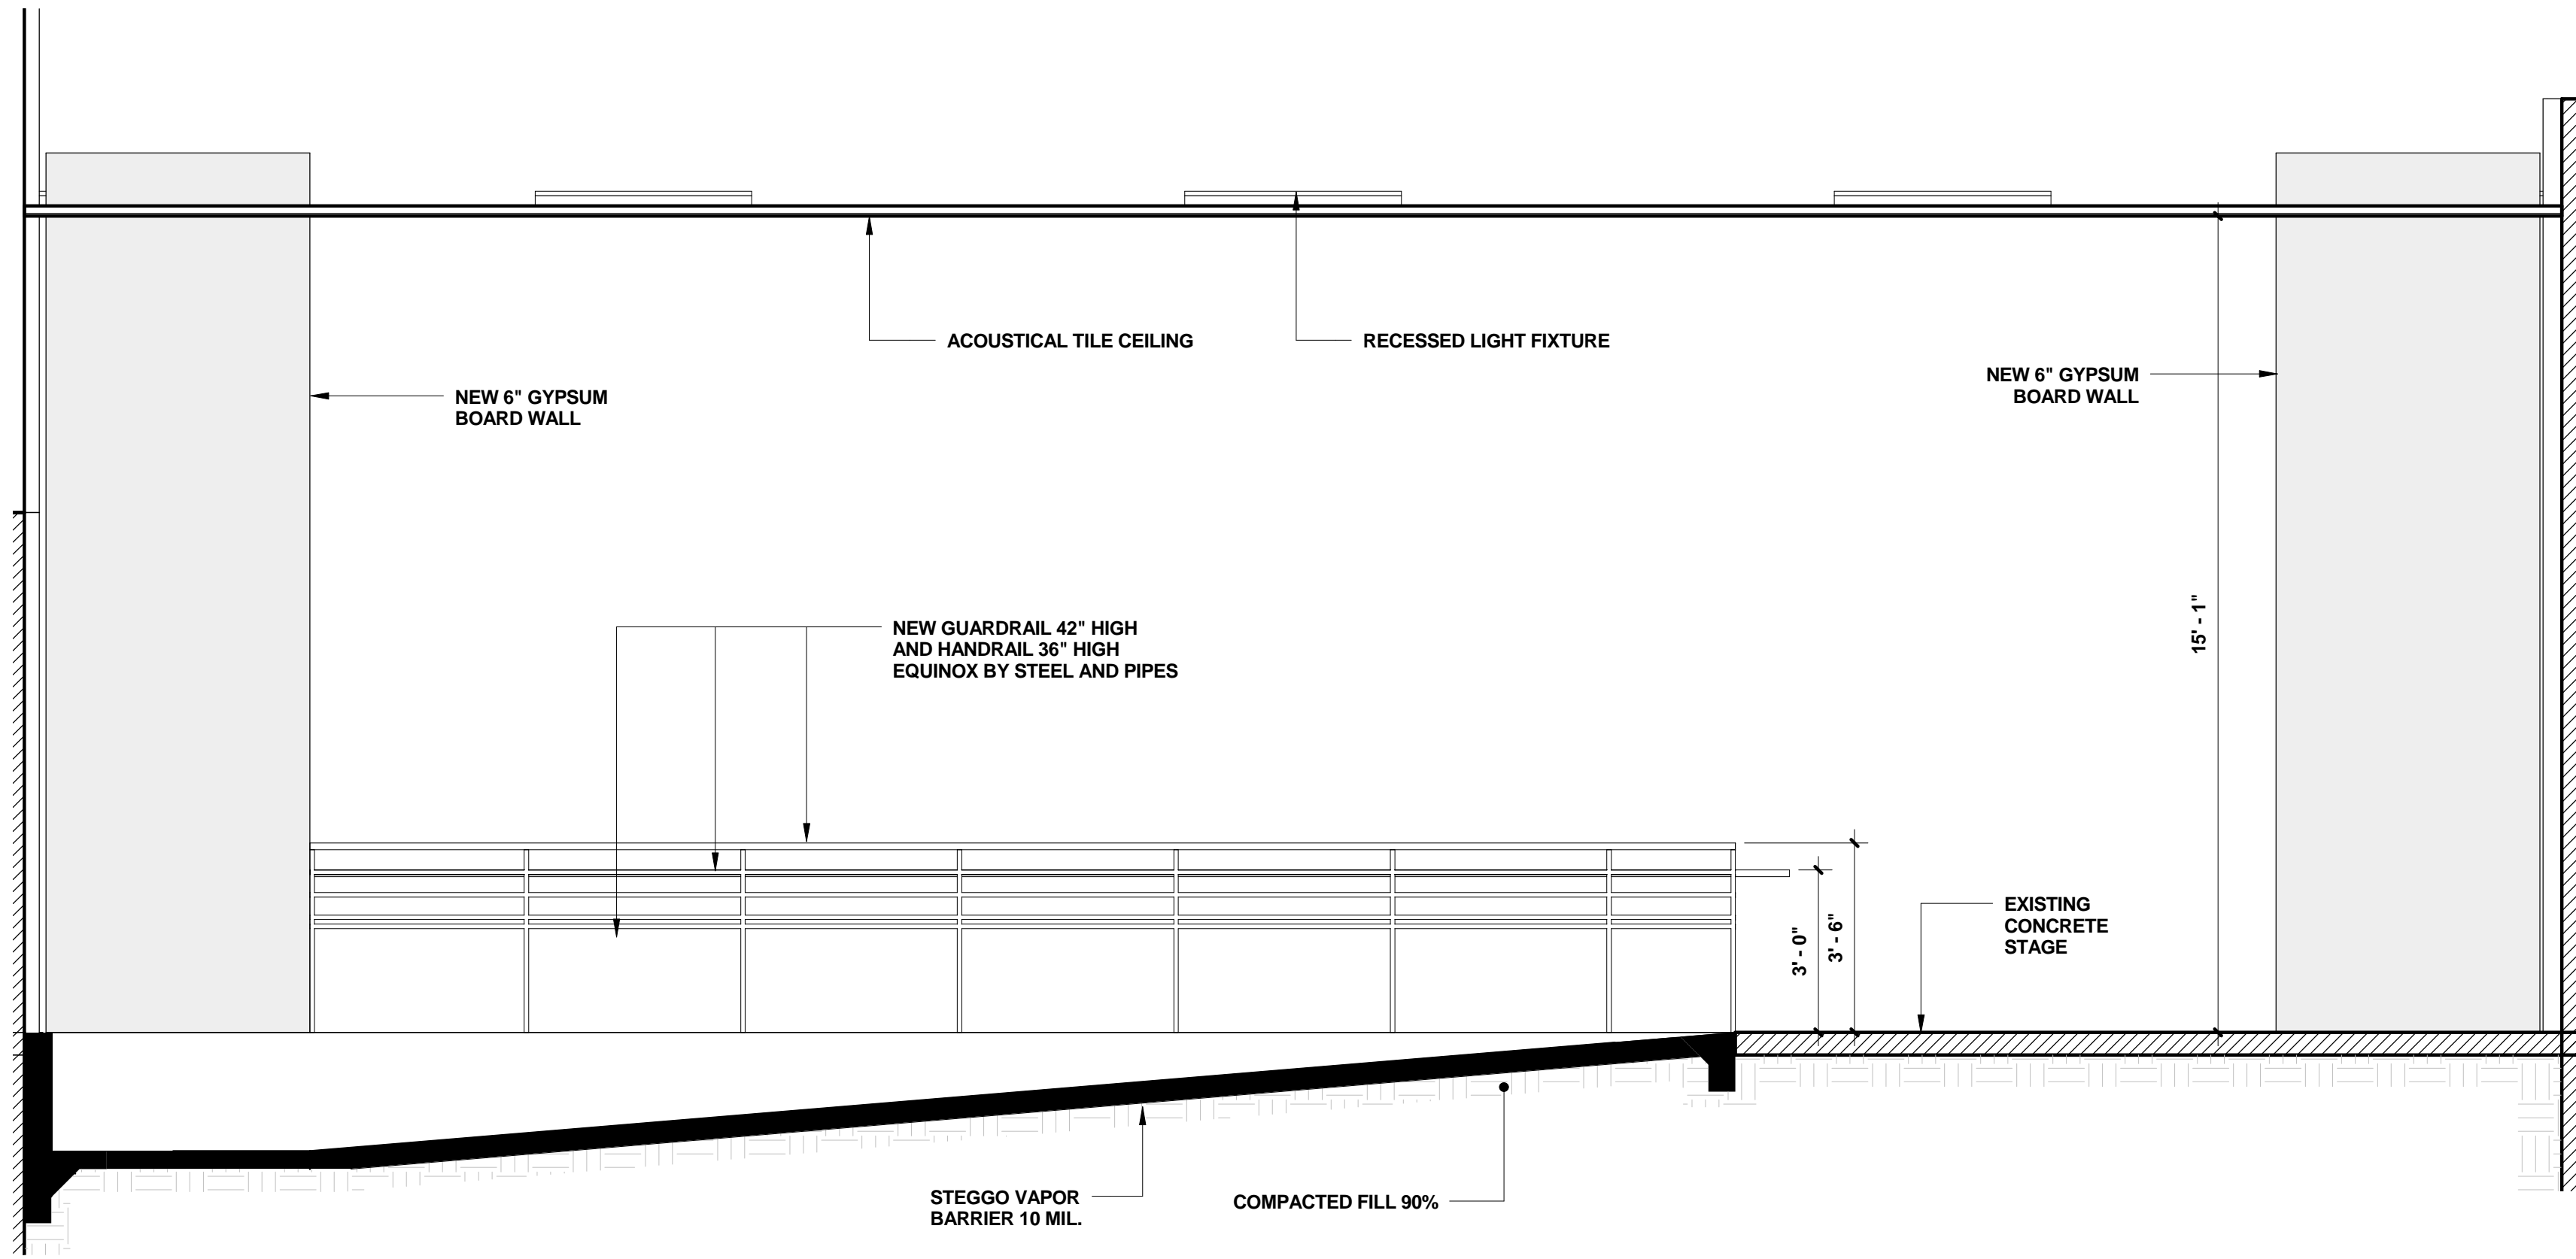 ACOUSTICAL TILE CEILING
RECESSED LIGHT FIXTURE
NEW 6" GYPSUM
BOARD WALL
NEW 6" GYPSUM
BOARD WALL
NEW GUARDRAIL 42" HIGH
AND HANDRAIL 36" HIGH
EQUINOX BY STEEL AND PIPES
15' - 1"
3' - 0"
3' - 6"
EXISTING
CONCRETE
STAGE
STEGGO VAPOR
BARRIER 10 MIL.
COMPACTED FILL 90%